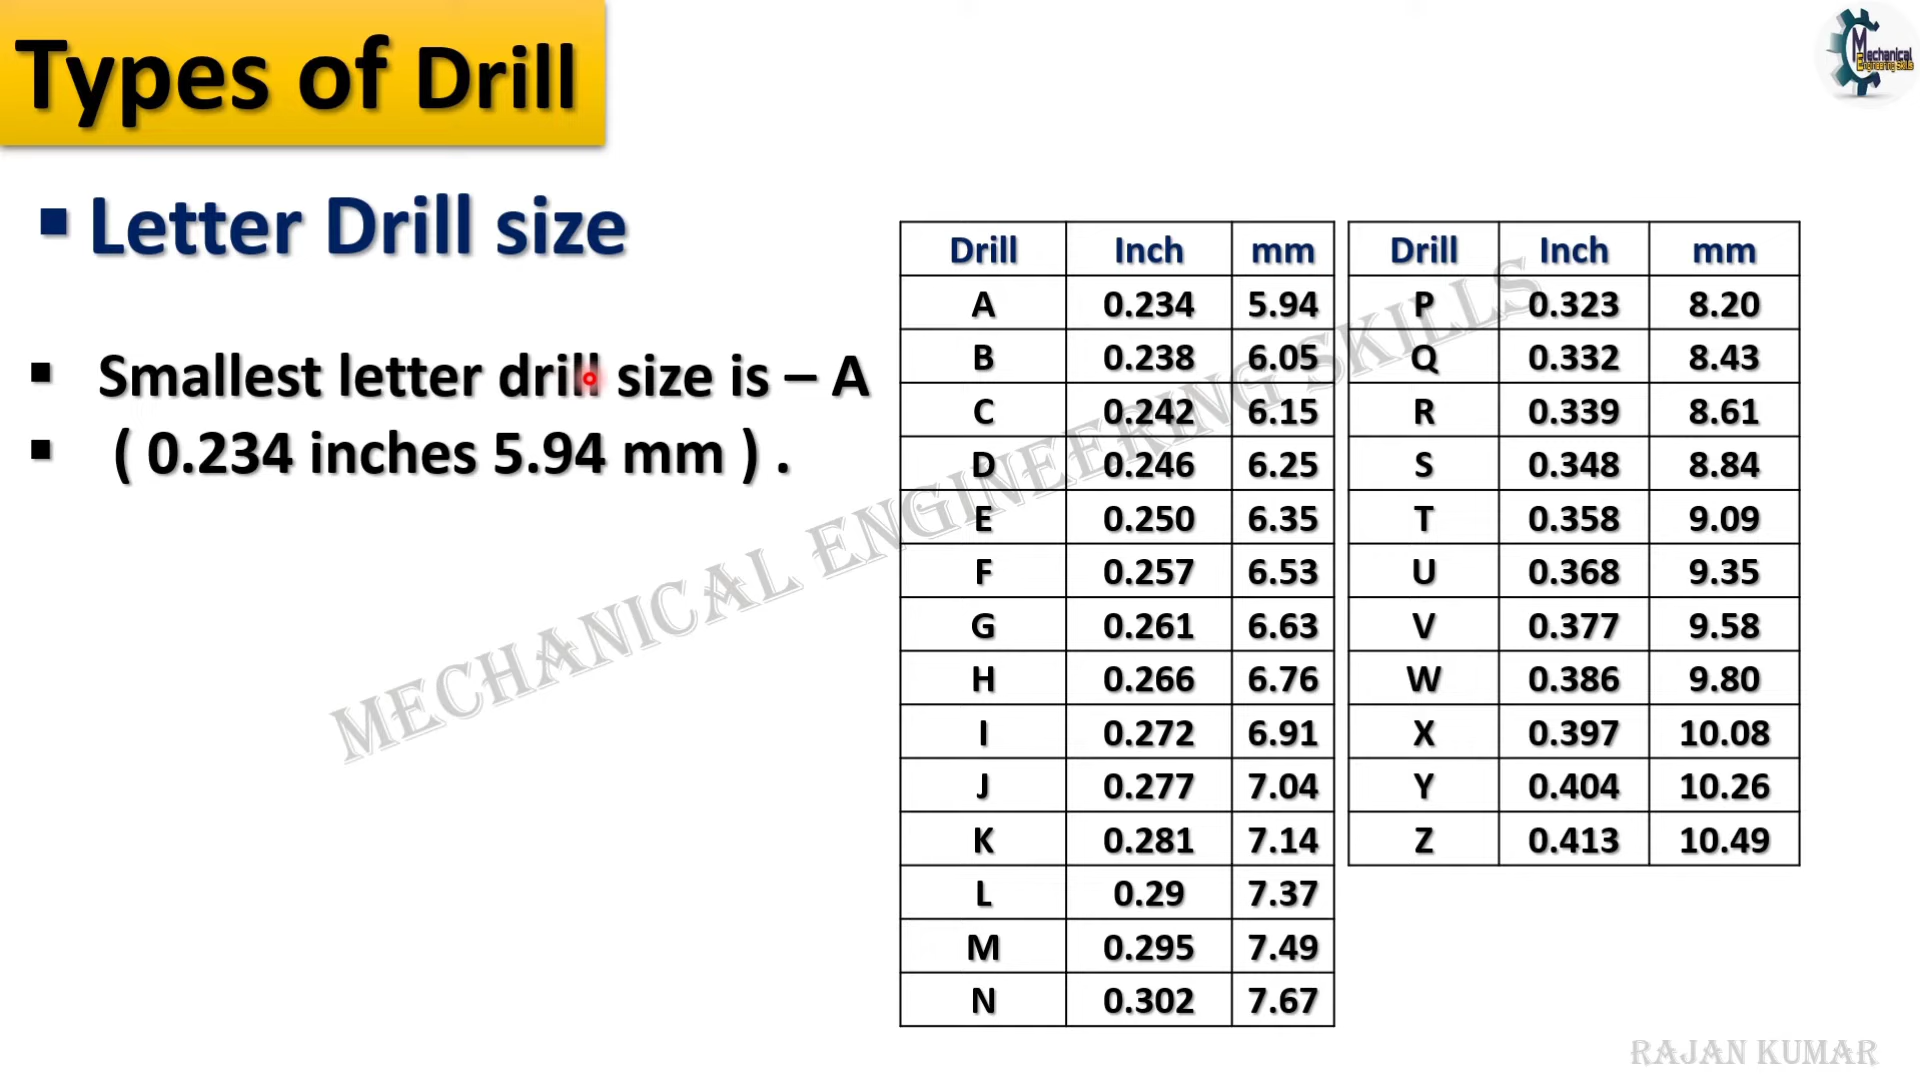 Types of Drill
Mechanical
Engineering Skills
▪ Letter Drill size
▪ Smallest letter drill size is – A
▪ ( 0.234 inches 5.94 mm ) .
Drill Inch mm
A 0.234 5.94
B 0.238 6.05
C 0.242 6.15
D 0.246 6.25
E 0.250 6.35
F 0.257 6.53
G 0.261 6.63
H 0.266 6.76
I 0.272 6.91
J 0.277 7.04
K 0.281 7.14
L 0.29 7.37
M 0.295 7.49
N 0.302 7.67
Drill Inch mm
P 0.323 8.20
Q 0.332 8.43
R 0.339 8.61
S 0.348 8.84
T 0.358 9.09
U 0.368 9.35
V 0.377 9.58
W 0.386 9.80
X 0.397 10.08
Y 0.404 10.26
Z 0.413 10.49
MECHANICAL ENGINEERING SKILLS
RAJAN KUMAR